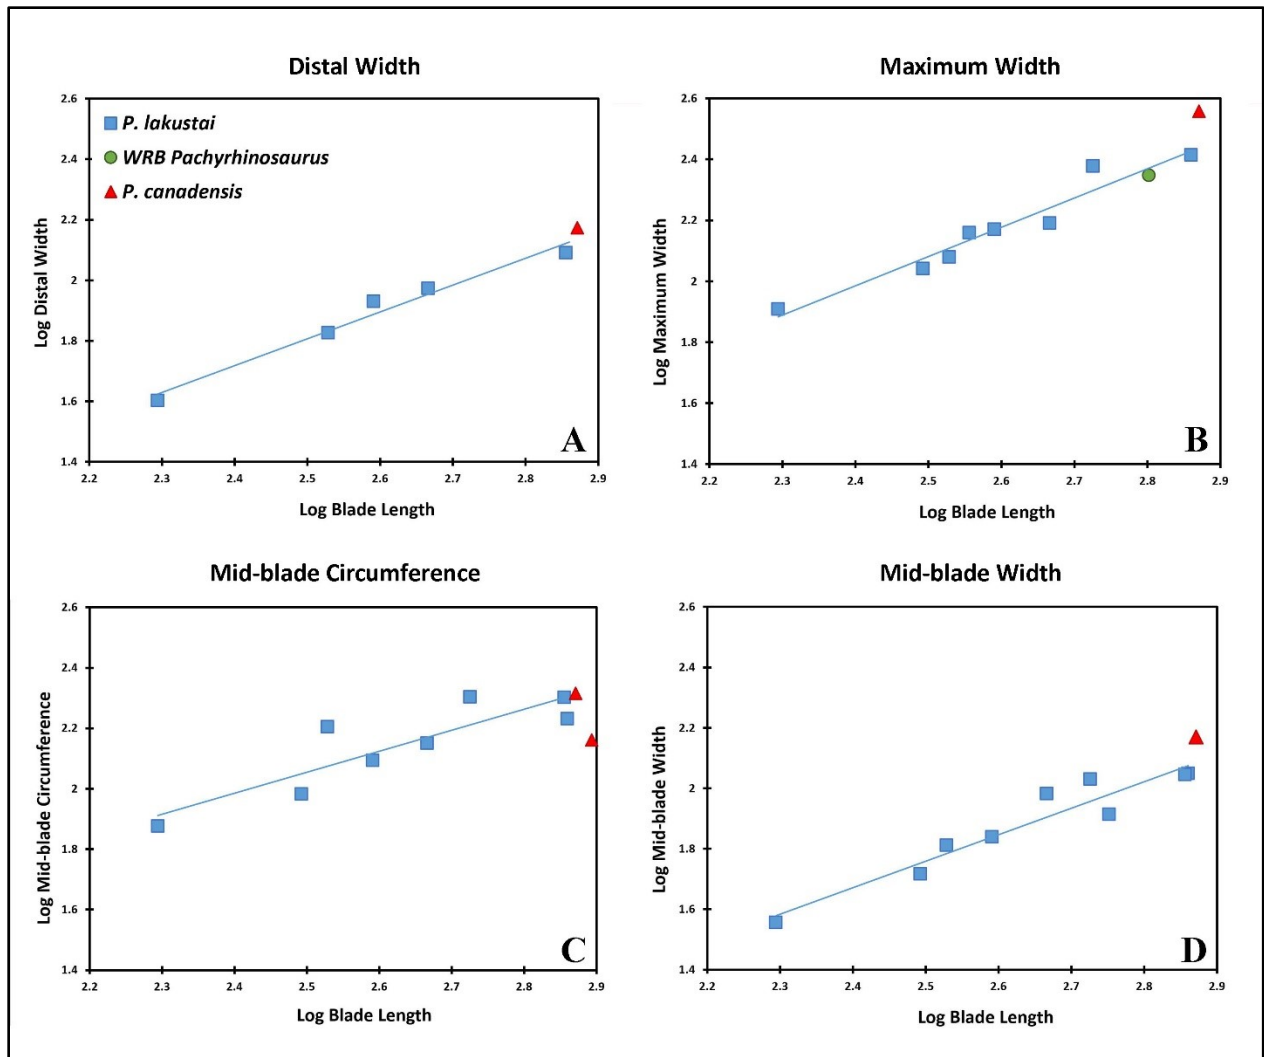 Distal Width
2.6
2.4
2.2
2
1.8
1.6
1.4
Log Distal Width
P. lakustai
WRB Pachyrhinosaurus
P. canadensis
A
2.2 2.3 2.4 2.5 2.6 2.7 2.8 2.9
Log Blade Length
Maximum Width
2.6
2.4
2.2
2
1.8
1.6
1.4
Log Maximum Width
B
2.2 2.3 2.4 2.5 2.6 2.7 2.8 2.9
Log Blade Length
Mid-blade Circumference
2.6
2.4
2.2
2
1.8
1.6
1.4
Log Mid-blade Circumference
C
2.2 2.3 2.4 2.5 2.6 2.7 2.8 2.9
Log Blade Length
Mid-blade Width
2.6
2.4
2.2
2
1.8
1.6
1.4
Log Mid-blade Width
D
2.2 2.3 2.4 2.5 2.6 2.7 2.8 2.9
Log Blade Length